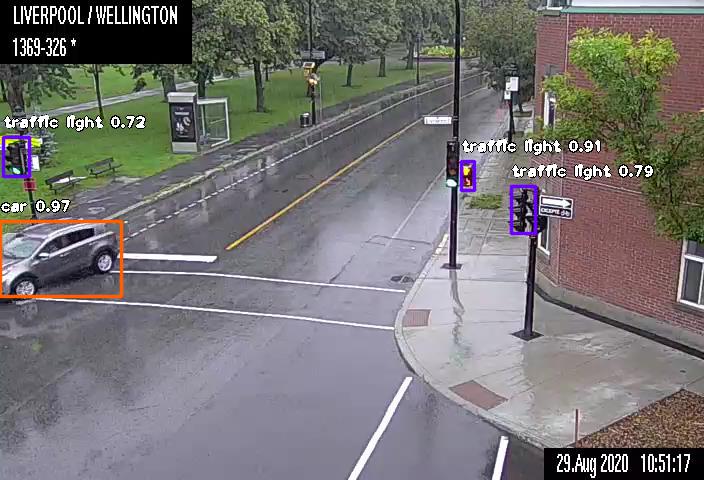 LIVERPOOL / WELLINGTON
1369-326 *
traffic light 0.72
traffic light 0.91
traffic light 0.79
car 0.97
29.Aug 2020 10:51:17